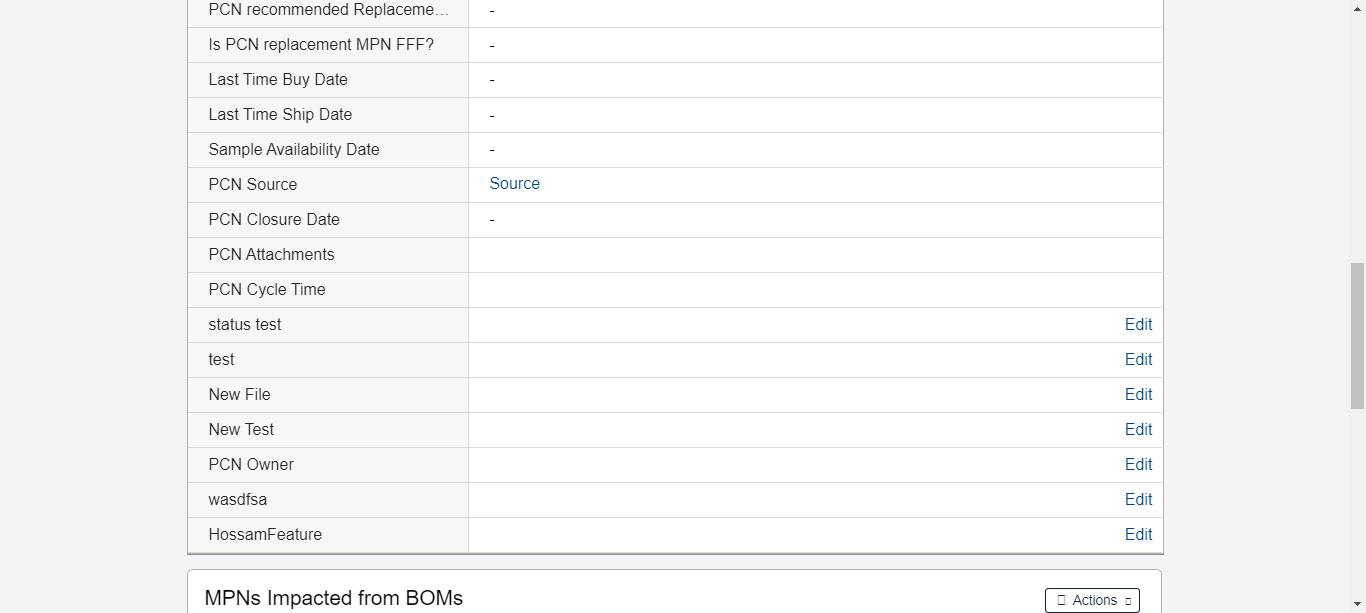 PCN recommended Replaceme... -
Is PCN replacement MPN FFF? -
Last Time Buy Date -
Last Time Ship Date -
Sample Availability Date -
PCN Source Source
PCN Closure Date -
PCN Attachments
PCN Cycle Time
status test Edit
test Edit
New File Edit
New Test Edit
PCN Owner Edit
wasdfsa Edit
HossamFeature Edit
MPNs Impacted from BOMs Actions